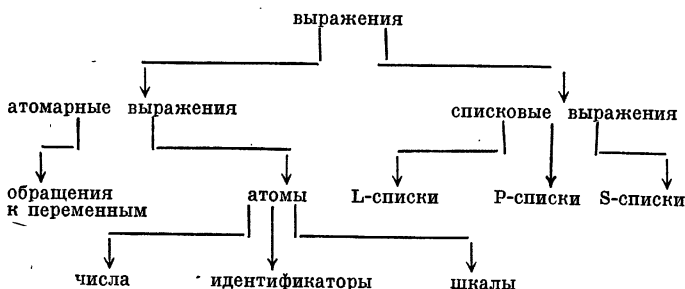 выражения
атомарные выражения
списковые выражения
обращения
к переменным
атомы
L-списки
P-списки
S-списки
числа
идентификаторы
шкалы